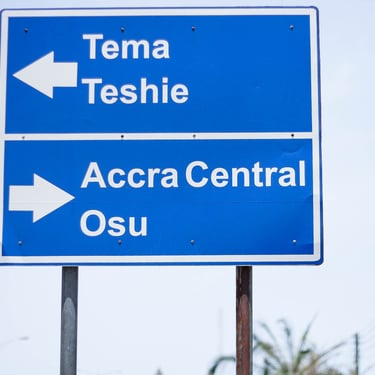 Tema
Teshie
Accra Central
Osu